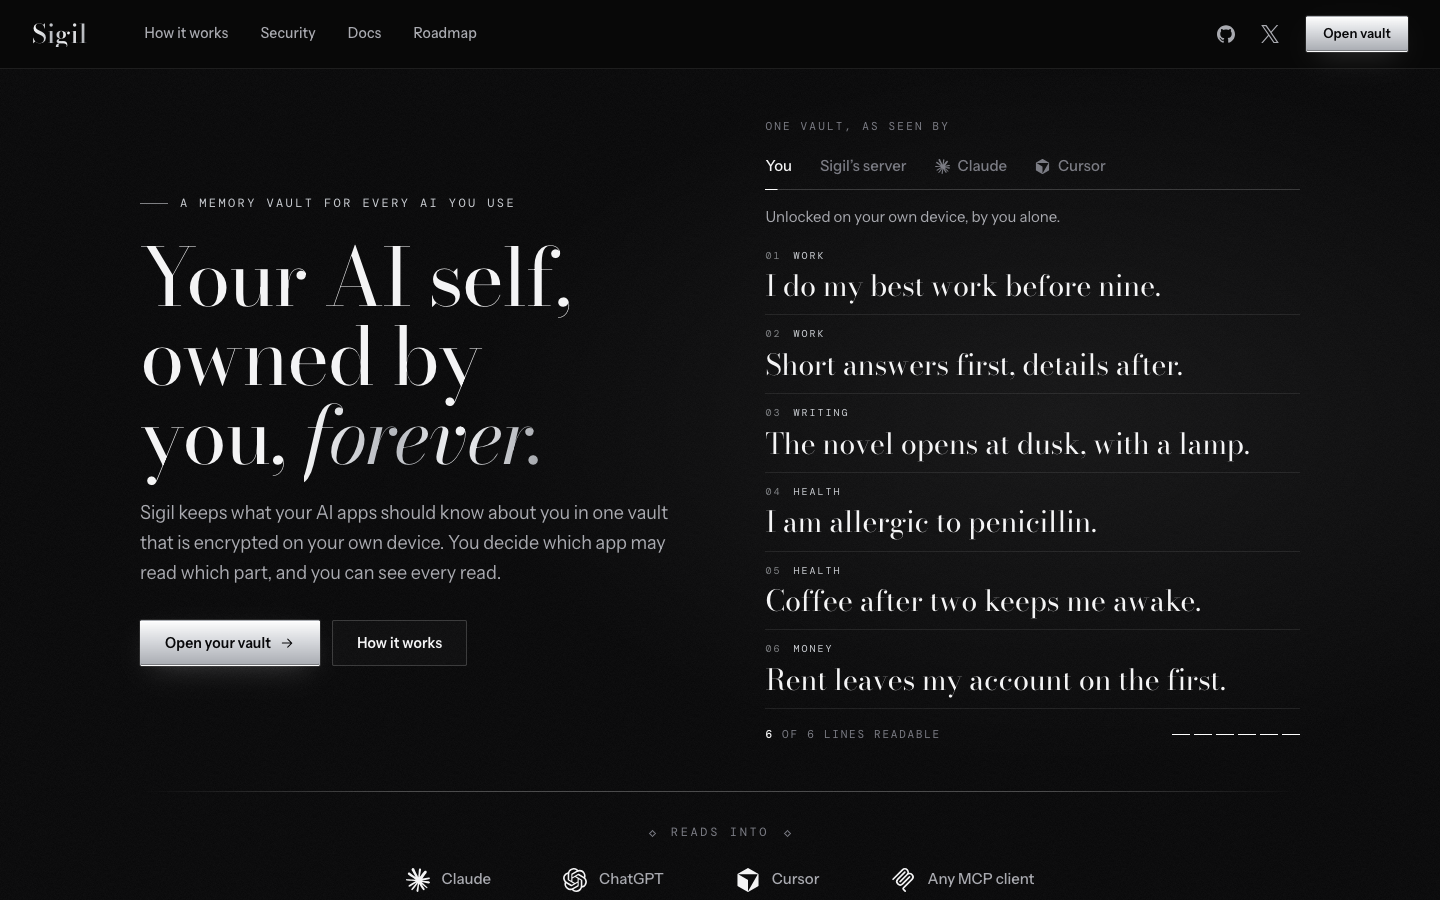 Sigil
How it works
Security
Docs
Roadmap
Open vault
A MEMORY VAULT FOR EVERY AI YOU USE
Your AI self,
owned by
you, forever.
Sigil keeps what your AI apps should know about you in one vault
that is encrypted on your own device. You decide which app may
read which part, and you can see every read.
Open your vault →
How it works
ONE VAULT, AS SEEN BY
You
Sigil's server
Claude
Cursor
Unlocked on your own device, by you alone.
01 WORK
I do my best work before nine.
02 WORK
Short answers first, details after.
03 WRITING
The novel opens at dusk, with a lamp.
04 HEALTH
I am allergic to penicillin.
05 HEALTH
Coffee after two keeps me awake.
06 MONEY
Rent leaves my account on the first.
6 OF 6 LINES READABLE
◇ READS INTO ◇
Claude
ChatGPT
Cursor
Any MCP client